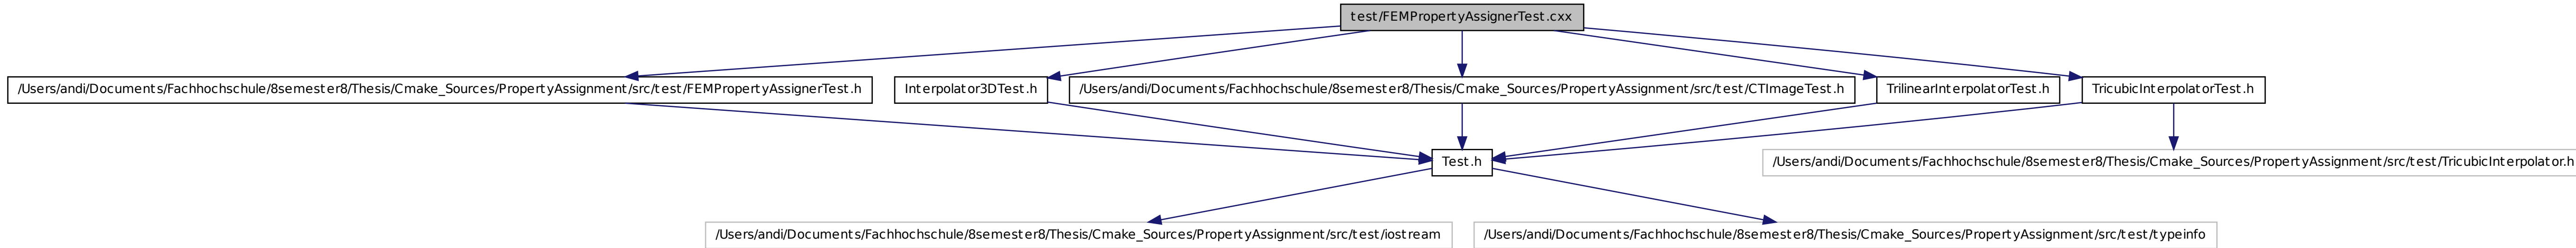 test/FEMPropertyAssignerTest.cxx
/Users/andi/Documents/Fachhochschule/8semester8/Thesis/Cmake_Sources/PropertyAssignment/src/test/FEMPropertyAssignerTest.h
Interpolator3DTest.h
/Users/andi/Documents/Fachhochschule/8semester8/Thesis/Cmake_Sources/PropertyAssignment/src/test/CTImageTest.h
TrilinearInterpolatorTest.h
TricubicInterpolatorTest.h
Test.h
/Users/andi/Documents/Fachhochschule/8semester8/Thesis/Cmake_Sources/PropertyAssignment/src/test/TricubicInterpolator.h
/Users/andi/Documents/Fachhochschule/8semester8/Thesis/Cmake_Sources/PropertyAssignment/src/test/iostream
/Users/andi/Documents/Fachhochschule/8semester8/Thesis/Cmake_Sources/PropertyAssignment/src/test/typeinfo